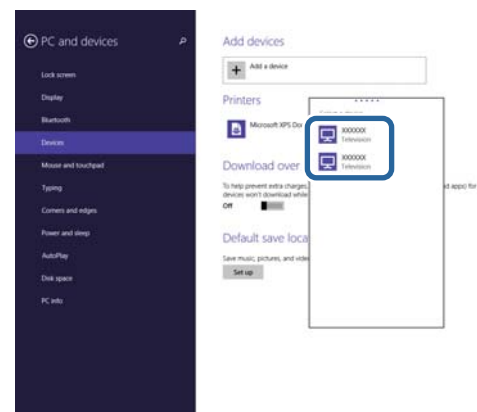 PC and devices
Lock screen
Display
Bluetooth
Devices
Mouse and touchpad
Typing
Corners and edges
Power and sleep
AutoPlay
Disk space
PC info
Add devices
Add a device
Printers
Microsoft XPS Doc
XXXXXX
Television
XXXXXX
Television
Download over
To help prevent extra charges,
d apps) for
devices won't download while
Off
Default save loca
Save music, pictures, and vide
Set up